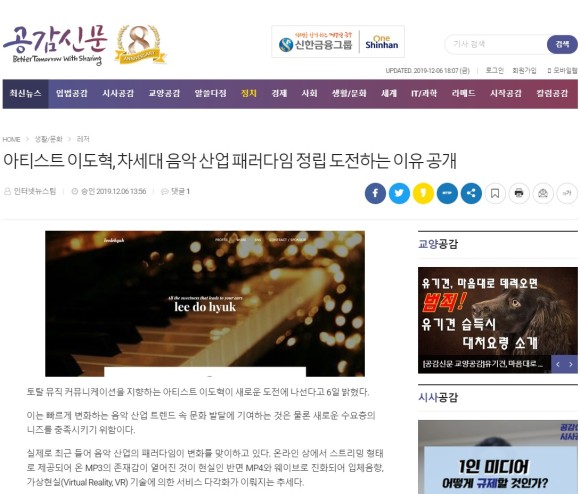 공감신문
8
Better Tomorrow With Sharing
신한금융그룹
One
Shinhan
기사 검색
검색
UPDATED. 2019-12-06 18:07 (금)
로그인
회원가입
모바일웹
최신뉴스
입법공감
시사공감
교양공감
알쓸다정
정치
경제
사회
생활/문화
세계
IT/과학
라메드
시작공감
칼럼공감
HOME > 생활/문화 > 레저
아티스트 이도혁, 차세대 음악 산업 패러다임 정립 도전하는 이유 공개
인터넷뉴스팀
승인 2019.12.06 13:56
댓글 1
leedohyuk
lee do hyuk
토탈 뮤직 커뮤니케이션을 지향하는 아티스트 이도혁이 새로운 도전에 나선다고 6일 밝혔다.
이는 빠르게 변화하는 음악 산업 트렌드 속 문화 발달에 기여하는 것은 물론 새로운 수요층의
니즈를 충족시키기 위함이다.
실제로 최근 들어 음악 산업의 패러다임이 변화를 맞이하고 있다. 온라인 상에서 스트리밍 형태
로 제공되어 온 MP3의 존재감이 옅어진 것이 현실인 반면 MP4와 웨이브로 진화되어 입체음향,
가상현실(Virtual Reality, VR) 기술에 의한 서비스 다각화가 이뤄지는 추세다.
교양공감
유기견, 마음대로 데려오면
범죄!
유기견 습득시
대처요령 소개
[공감신문 교양공감]유기견, 마음대로 ...
시사공감
1인 미디어
어떻게 규제할 것인가?